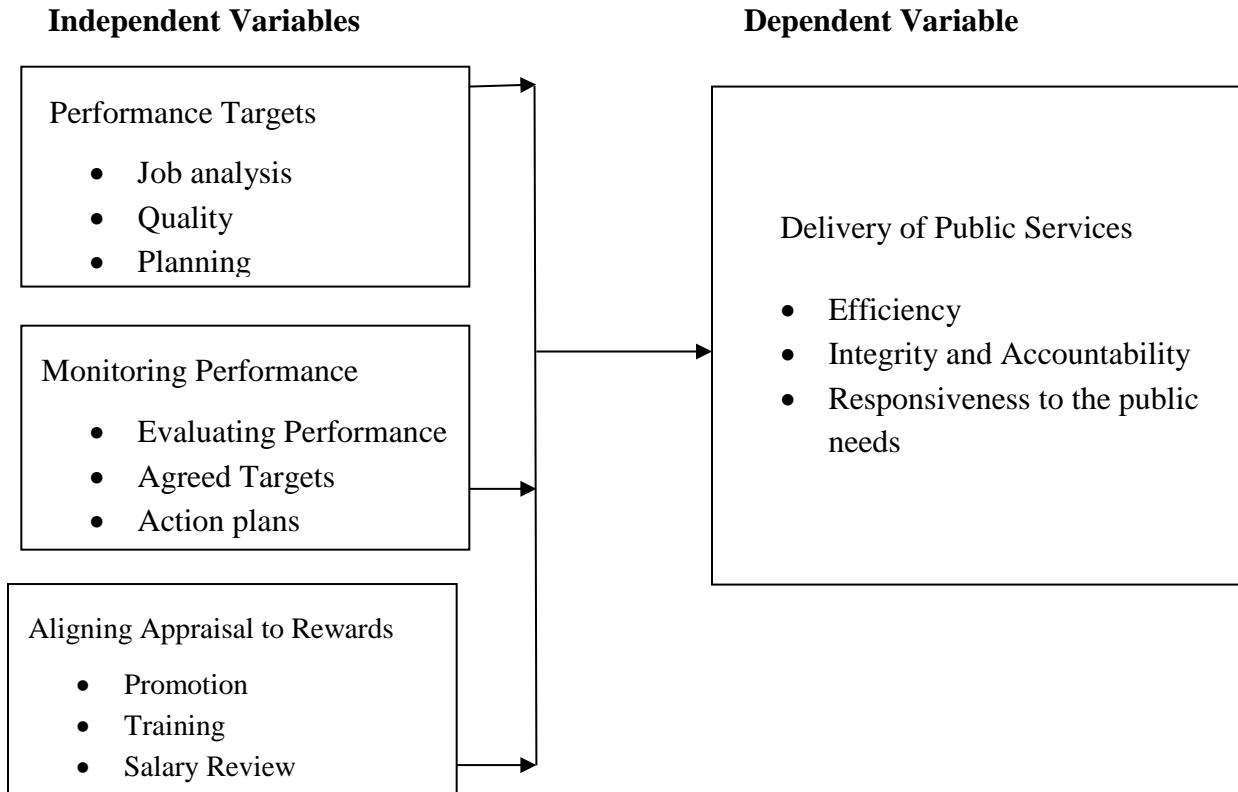 Independent Variables
Performance Targets
• Job analysis
• Quality
• Planning
Monitoring Performance
• Evaluating Performance
• Agreed Targets
• Action plans
Aligning Appraisal to Rewards
• Promotion
• Training
• Salary Review
Dependent Variable
Delivery of Public Services
• Efficiency
• Integrity and Accountability
• Responsiveness to the public
needs